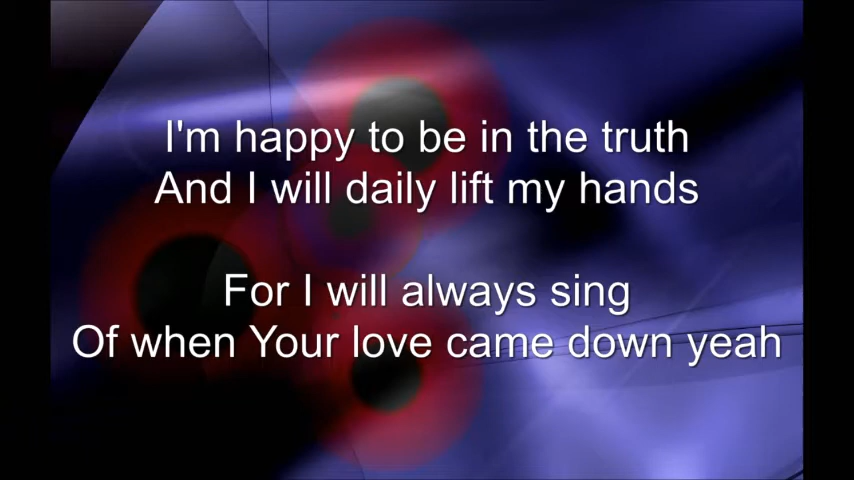 I'm happy to be in the truth
And I will daily lift my hands
For I will always sing
Of when Your love came down yeah